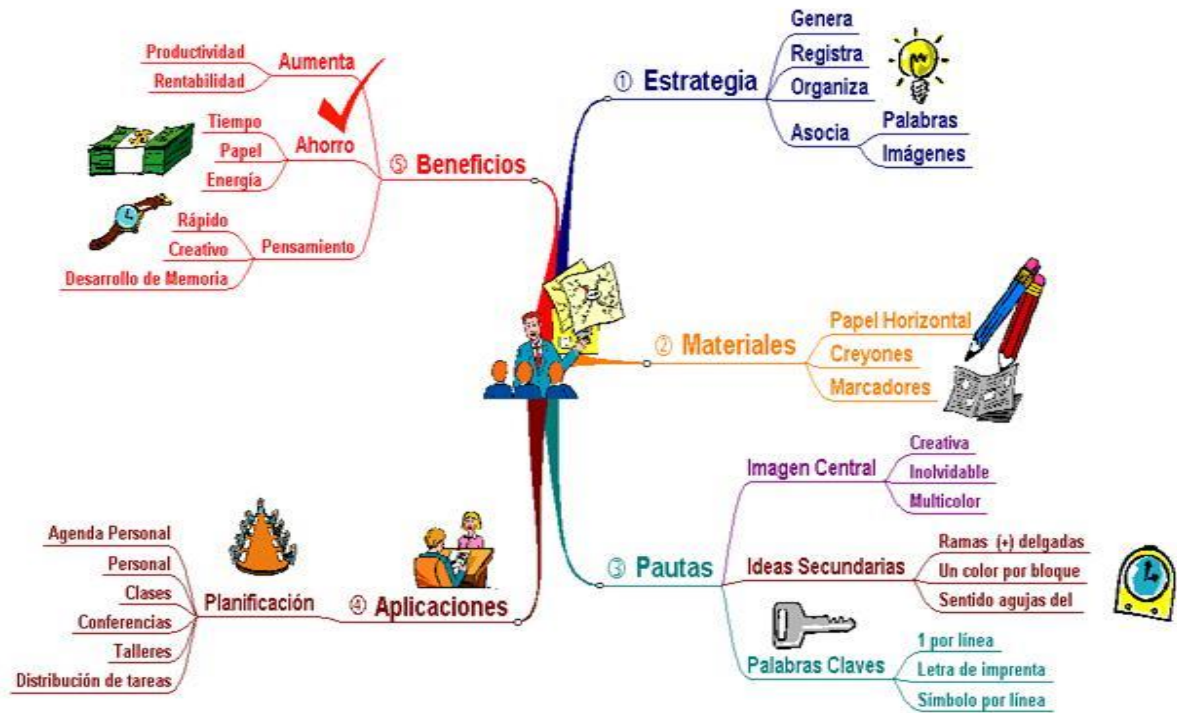 ① Estrategia
Genera
Registra
Organiza
Asocia
Palabras
Imágenes
② Materiales
Papel Horizontal
Creyones
Marcadores
③ Pautas
Imagen Central
Creativa
Inolvidable
Multicolor
Ideas Secundarias
Ramas (+) delgadas
Un color por bloque
Sentido agujas del
Palabras Claves
1 por línea
Letra de imprenta
Símbolo por línea
④ Aplicaciones
Planificación
Agenda Personal
Personal
Clases
Conferencias
Talleres
Distribución de tareas
⑤ Beneficios
Aumenta
Productividad
Rentabilidad
Ahorro
Tiempo
Papel
Energía
Pensamiento
Rápido
Creativo
Desarrollo de Memoria